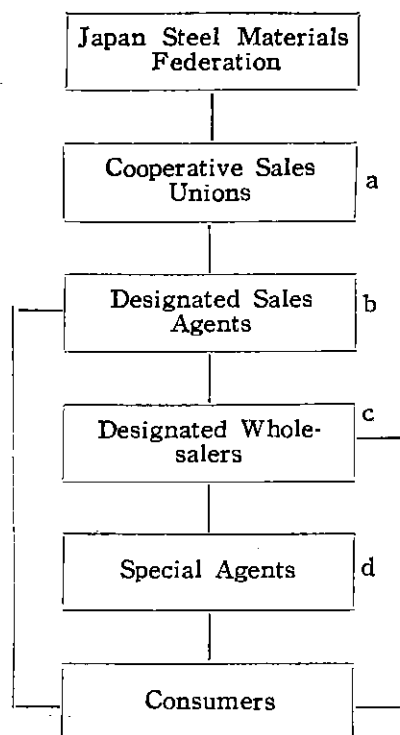 Japan Steel Materials
Federation
Cooperative Sales
Unions
a
Designated Sales
Agents
b
Designated Whole-
salers
c
Special Agents
d
Consumers